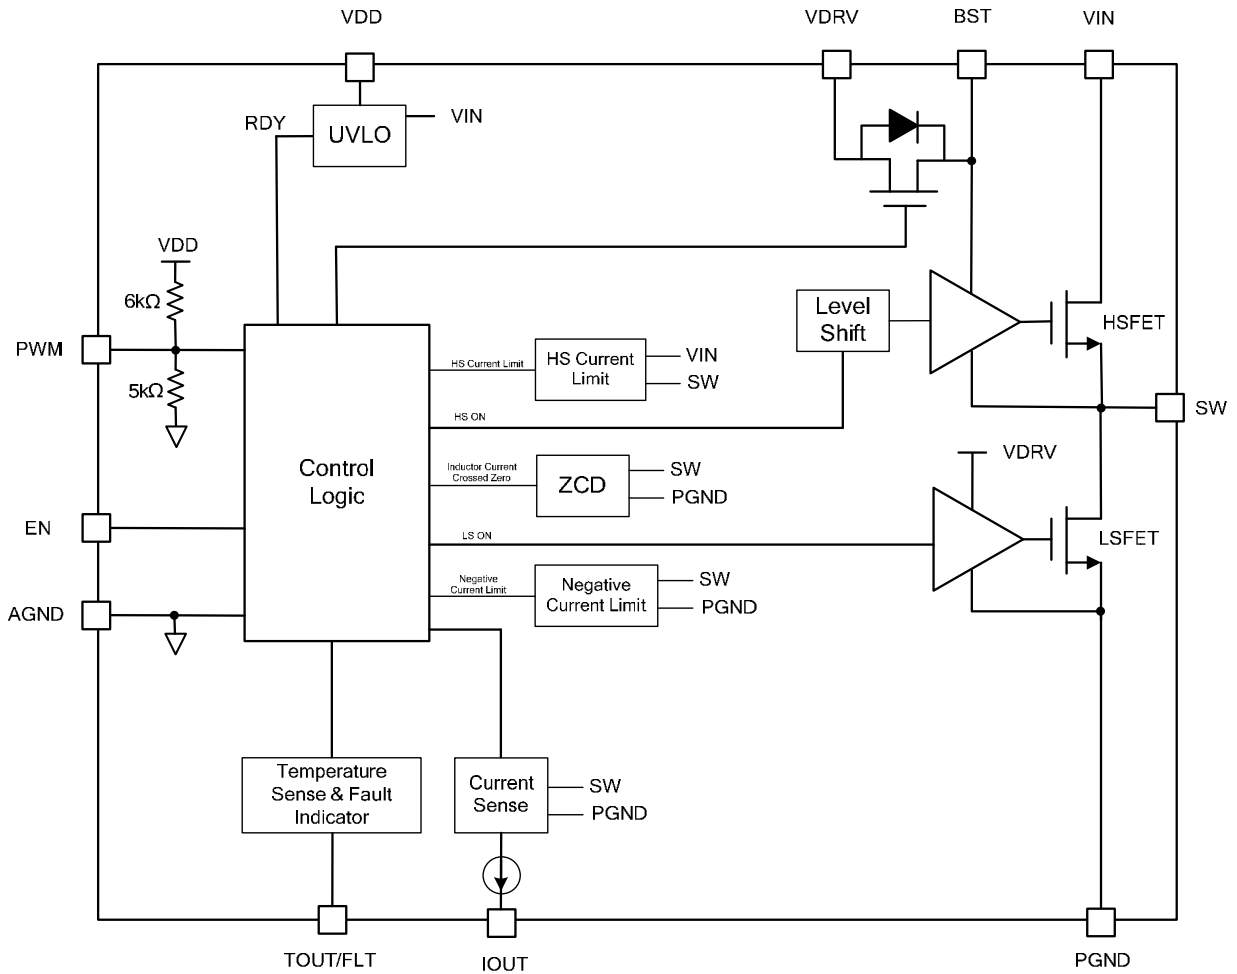 VDD
VDRV
BST
VIN
RDY
UVLO
VIN
VDD
6kΩ
PWM
5kΩ
Level
Shift
HSFET
HS Current Limit
HS Current
Limit
VIN
SW
HS ON
SW
Control
Logic
Inductor Current
Crossed Zero
ZCD
SW
PGND
VDRV
EN
LS ON
LSFET
Negative
Current Limit
Negative
Current Limit
SW
PGND
AGND
Temperature
Sense & Fault
Indicator
Current
Sense
SW
PGND
TOUT/FLT
IOUT
PGND